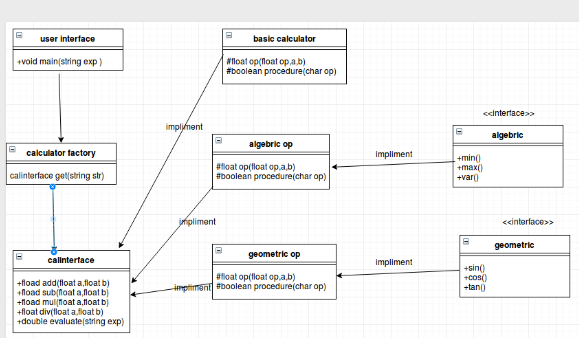 user interface
+void main(string exp )
basic calculator
#float op(float op,a,b)
#boolean procedure(char op)
<<interface>>
impliment
algebric
+min()
+max()
+var()
algebric op
#float op(float op,a,b)
#boolean procedure(char op)
impliment
calculator factory
calinterface get(string str)
impliment
<<interface>>
geometric
+sin()
+cos()
+tan()
geometric op
#float op(float op,a,b)
#boolean procedure(char op)
impliment
calinterface
+fload add(float a,float b)
+fload sub(float a,float b)
+fload mul(float a,float b)
+float div(float a,float b)
+double evaluate(string exp)
impliment